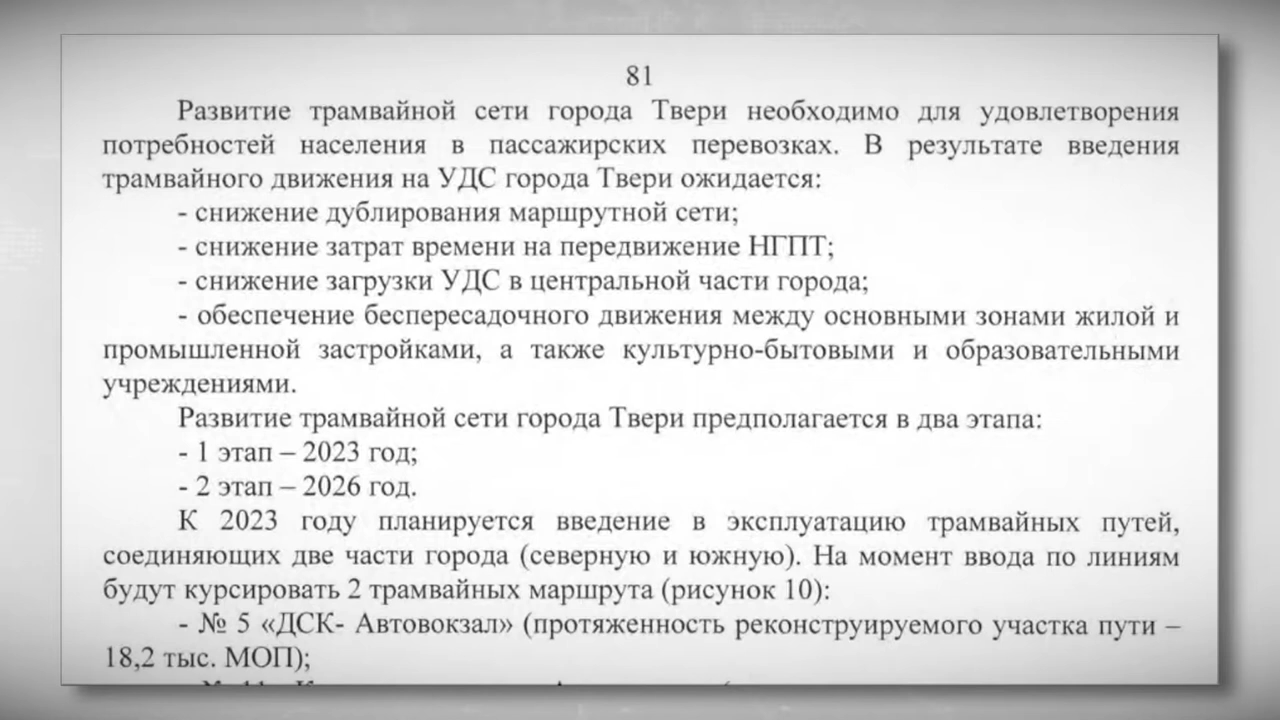 81
Развитие трамвайной сети города Твери необходимо для удовлетворения
потребностей населения в пассажирских перевозках. В результате введения
трамвайного движения на УДС города Твери ожидается:
- снижение дублирования маршрутной сети;
- снижение затрат времени на передвижение НГПТ;
- снижение загрузки УДС в центральной части города;
- обеспечение беспересадочного движения между основными зонами жилой и
промышленной застройками, а также культурно-бытовыми и образовательными
учреждениями.
Развитие трамвайной сети города Твери предполагается в два этапа:
- 1 этап – 2023 год;
- 2 этап – 2026 год.
К 2023 году планируется введение в эксплуатацию трамвайных путей,
соединяющих две части города (северную и южную). На момент ввода по линиям
будут курсировать 2 трамвайных маршрута (рисунок 10):
- № 5 «ДСК- Автовокзал» (протяженность реконструируемого участка пути –
18,2 тыс. МОП);